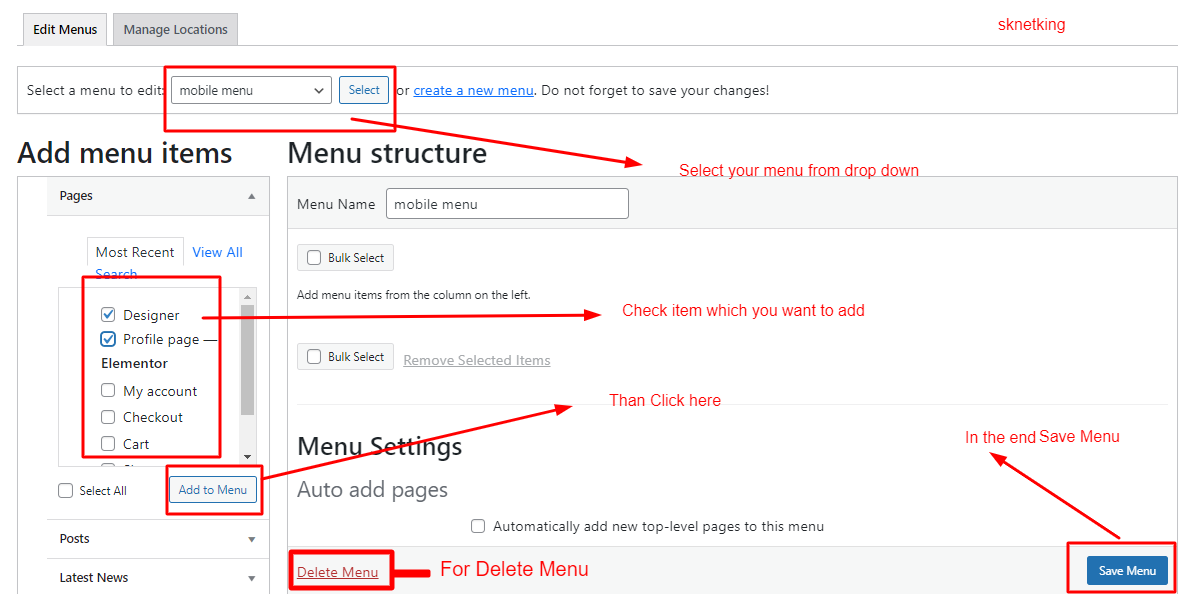 sknetking
Edit Menus
Manage Locations
Select a menu to edit: mobile menu Select or create a new menu. Do not forget to save your changes!
Add menu items
Menu structure
Select your menu from drop down
Pages
Menu Name mobile menu
Most Recent View All
Search
Bulk Select
Add menu items from the column on the left.
Designer
Check item which you want to add
Profile page —
Elementor
My account
Checkout
Cart
Bulk Select Remove Selected Items
Than Click here
In the end Save Menu
Menu Settings
Select All
Add to Menu
Auto add pages
Automatically add new top-level pages to this menu
Posts
Latest News
Delete Menu
For Delete Menu
Save Menu